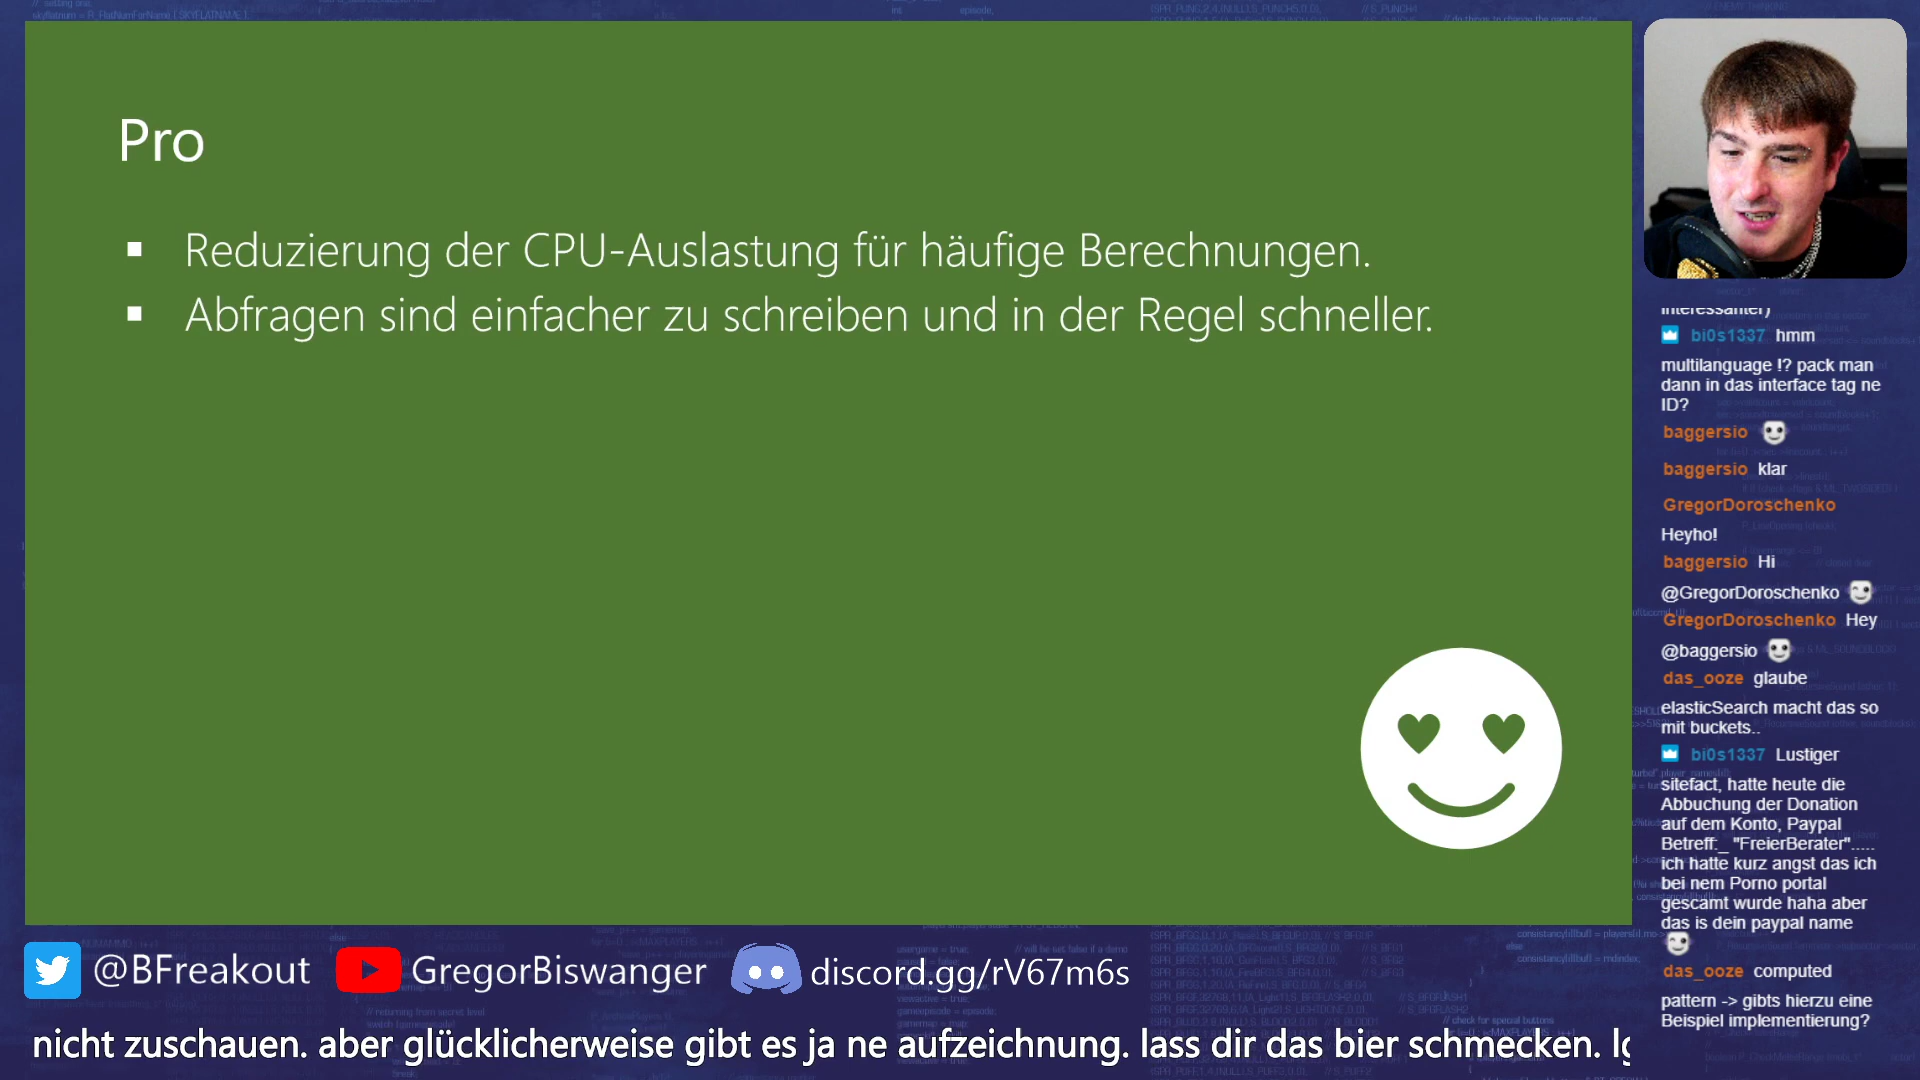 Pro
Reduzierung der CPU-Auslastung für häufige Berechnungen.
Abfragen sind einfacher zu schreiben und in der Regel schneller.
interessanter)
bi0s1337 hmm
multilanguage !? pack man
dann in das interface tag ne
ID?
baggersio
baggersio klar
GregorDoroschenko
Heyho!
baggersio Hi
@GregorDoroschenko
GregorDoroschenko Hey
@baggersio
das_ooze glaube
elasticSearch macht das so
mit buckets..
bi0s1337 Lustiger
sitefact, hatte heute die
Abbuchung der Donation
auf dem Konto, Paypal
Betreff:_ "FreierBerater".....
ich hatte kurz angst das ich
bei nem Porno portal
gescamt wurde haha aber
das is dein paypal name
das_ooze computed
pattern -> gibts hierzu eine
Beispiel implementierung?
@BFreakout GregorBiswanger discord.gg/rV67m6s
nicht zuschauen. aber glücklicherweise gibt es ja ne aufzeichnung. lass dir das bier schmecken.